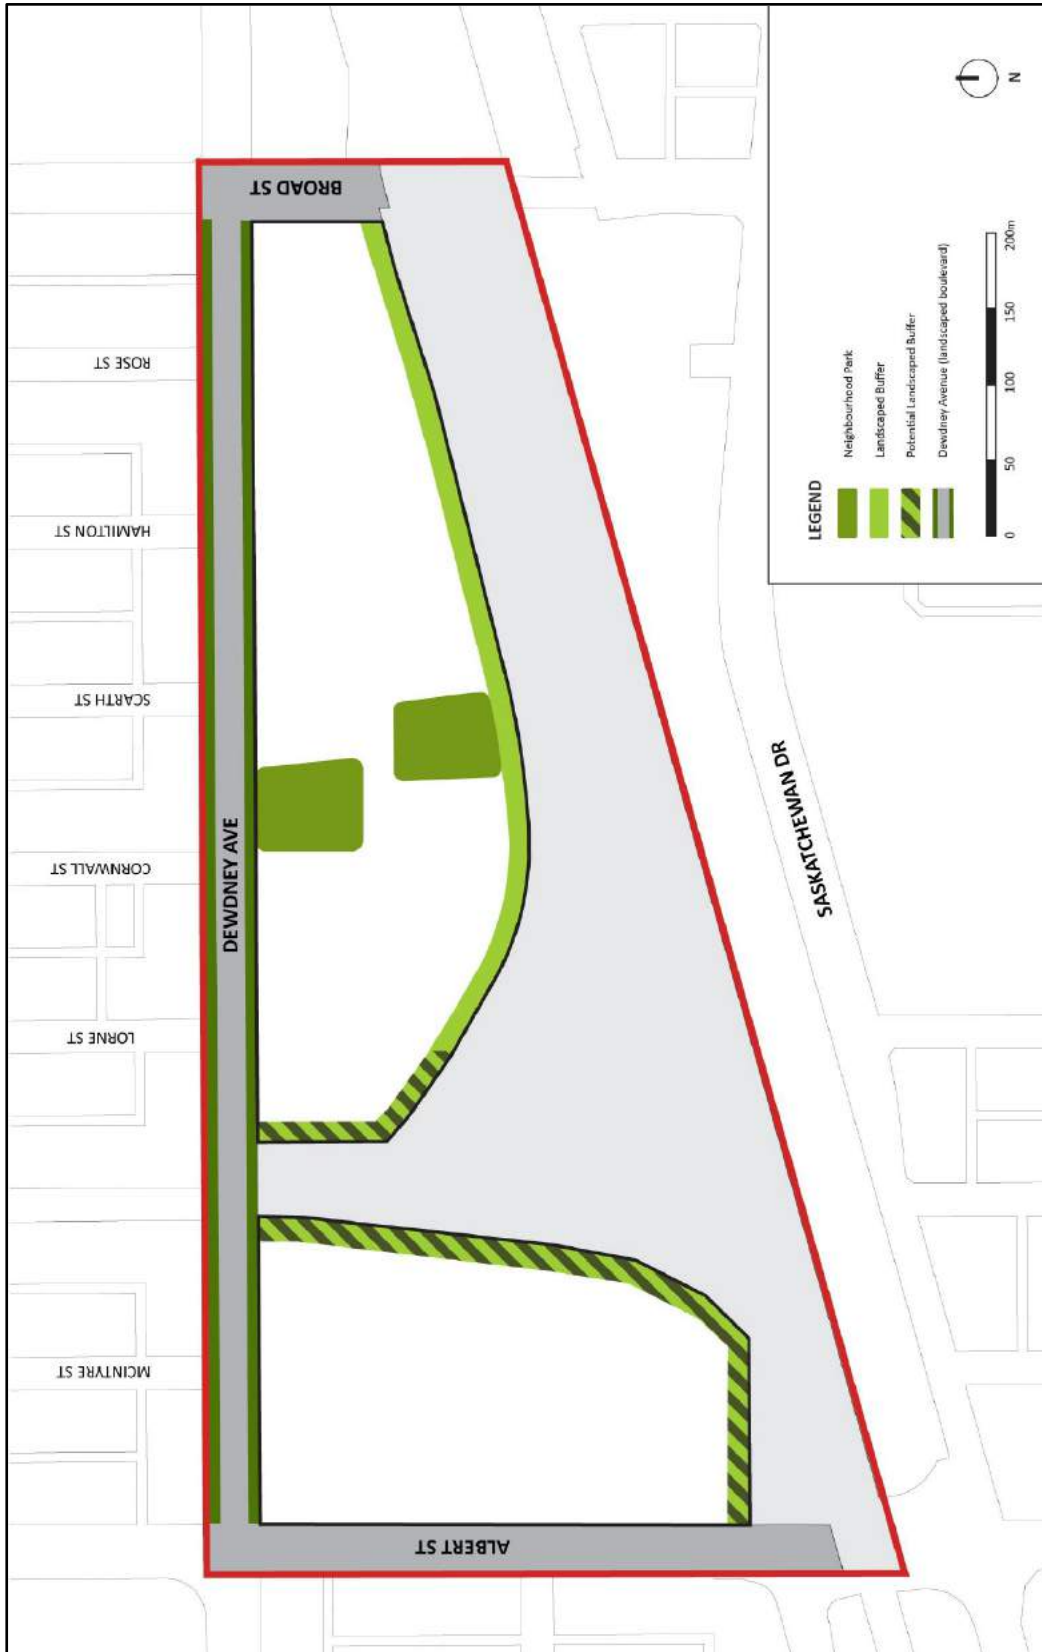 BROAD ST
ROSE ST
HAMILTON ST
SCARTH ST
CORNWALL ST
LORNE ST
MCINTYRE ST
DEWDNEY AVE
ALBERT ST
SASKATCHEWAN DR
N
LEGEND
Neighbourhood Park
Landscaped Buffer
Potential Landscaped Buffer
Dewdney Avenue (landscaped boulevard)
0 50 100 150 200m